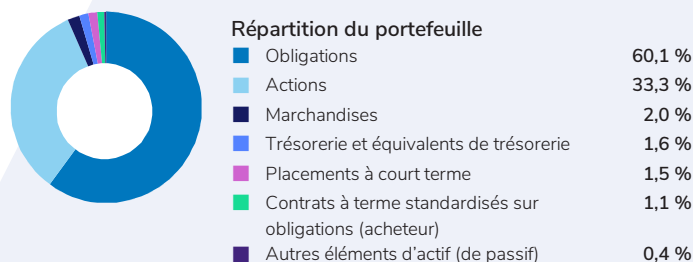 Répartition du portefeuille
Obligations 60,1 %
Actions 33,3 %
Marchandises 2,0 %
Trésorerie et équivalents de trésorerie 1,6 %
Placements à court terme 1,5 %
Contrats à terme standardisés sur 1,1 %
obligations (acheteur)
Autres éléments d'actif (de passif) 0,4 %